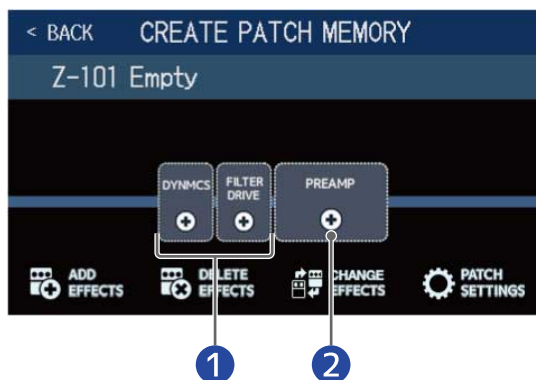 < BACK CREATE PATCH MEMORY
Z-101 Empty
DYNMCS
FILTER
DRIVE
PREAMP
ADD
EFFECTS
DELETE
EFFECTS
CHANGE
EFFECTS
PATCH
SETTINGS
1 2